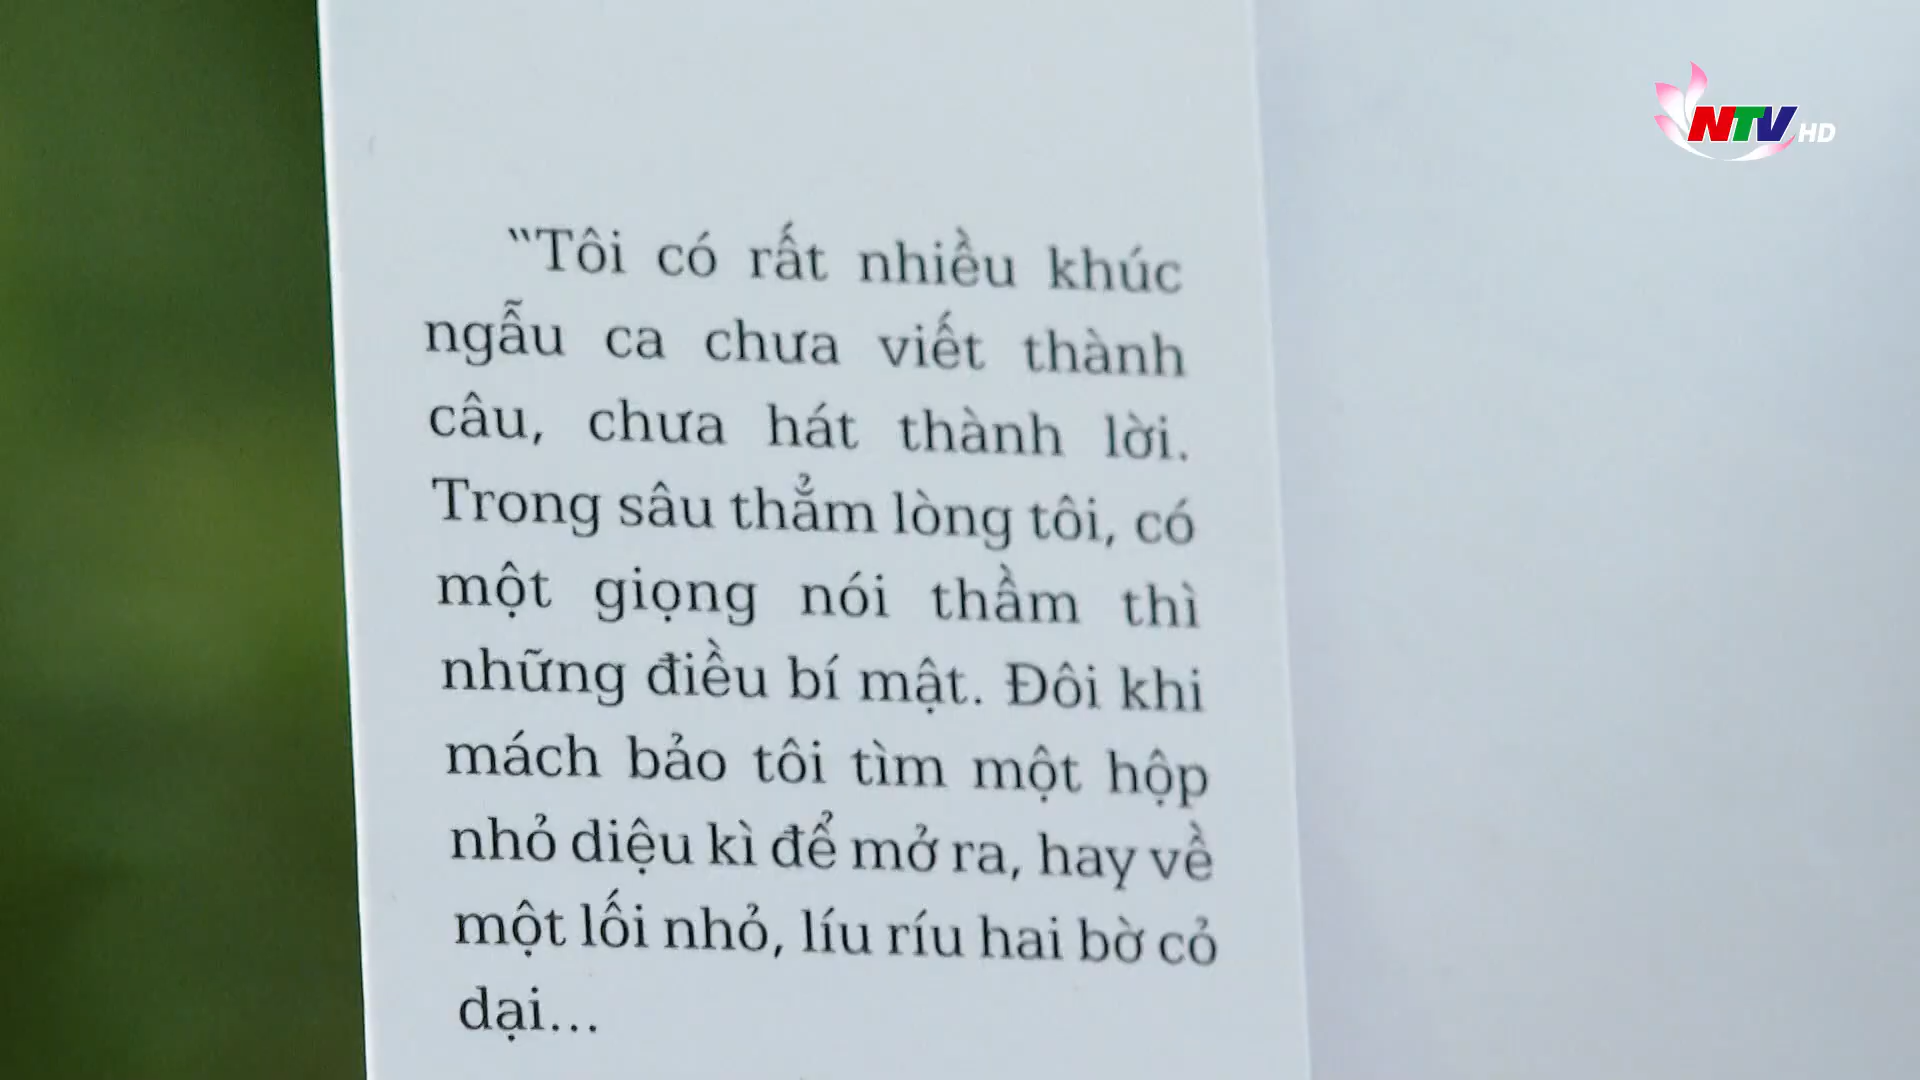 NTV HD
“Tôi có rất nhiều khúc
ngẫu ca chưa viết thành
câu, chưa hát thành lời.
Trong sâu thẳm lòng tôi, có
một giọng nói thầm thì
những điều bí mật. Đôi khi
mách bảo tôi tìm một hộp
nhỏ diệu kì để mở ra, hay về
một lối nhỏ, líu ríu hai bờ cỏ
dại...